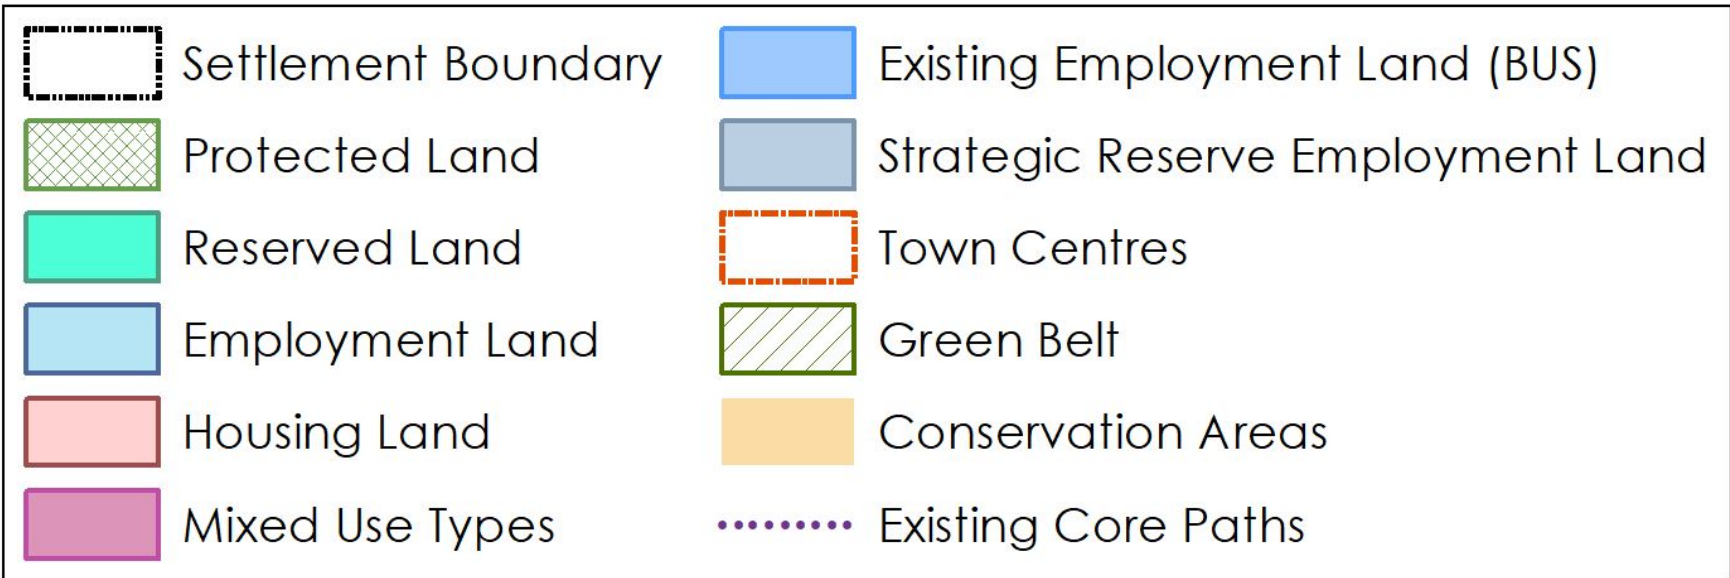 Settlement Boundary
Protected Land
Reserved Land
Employment Land
Housing Land
Mixed Use Types
Existing Employment Land (BUS)
Strategic Reserve Employment Land
Town Centres
Green Belt
Conservation Areas
Existing Core Paths